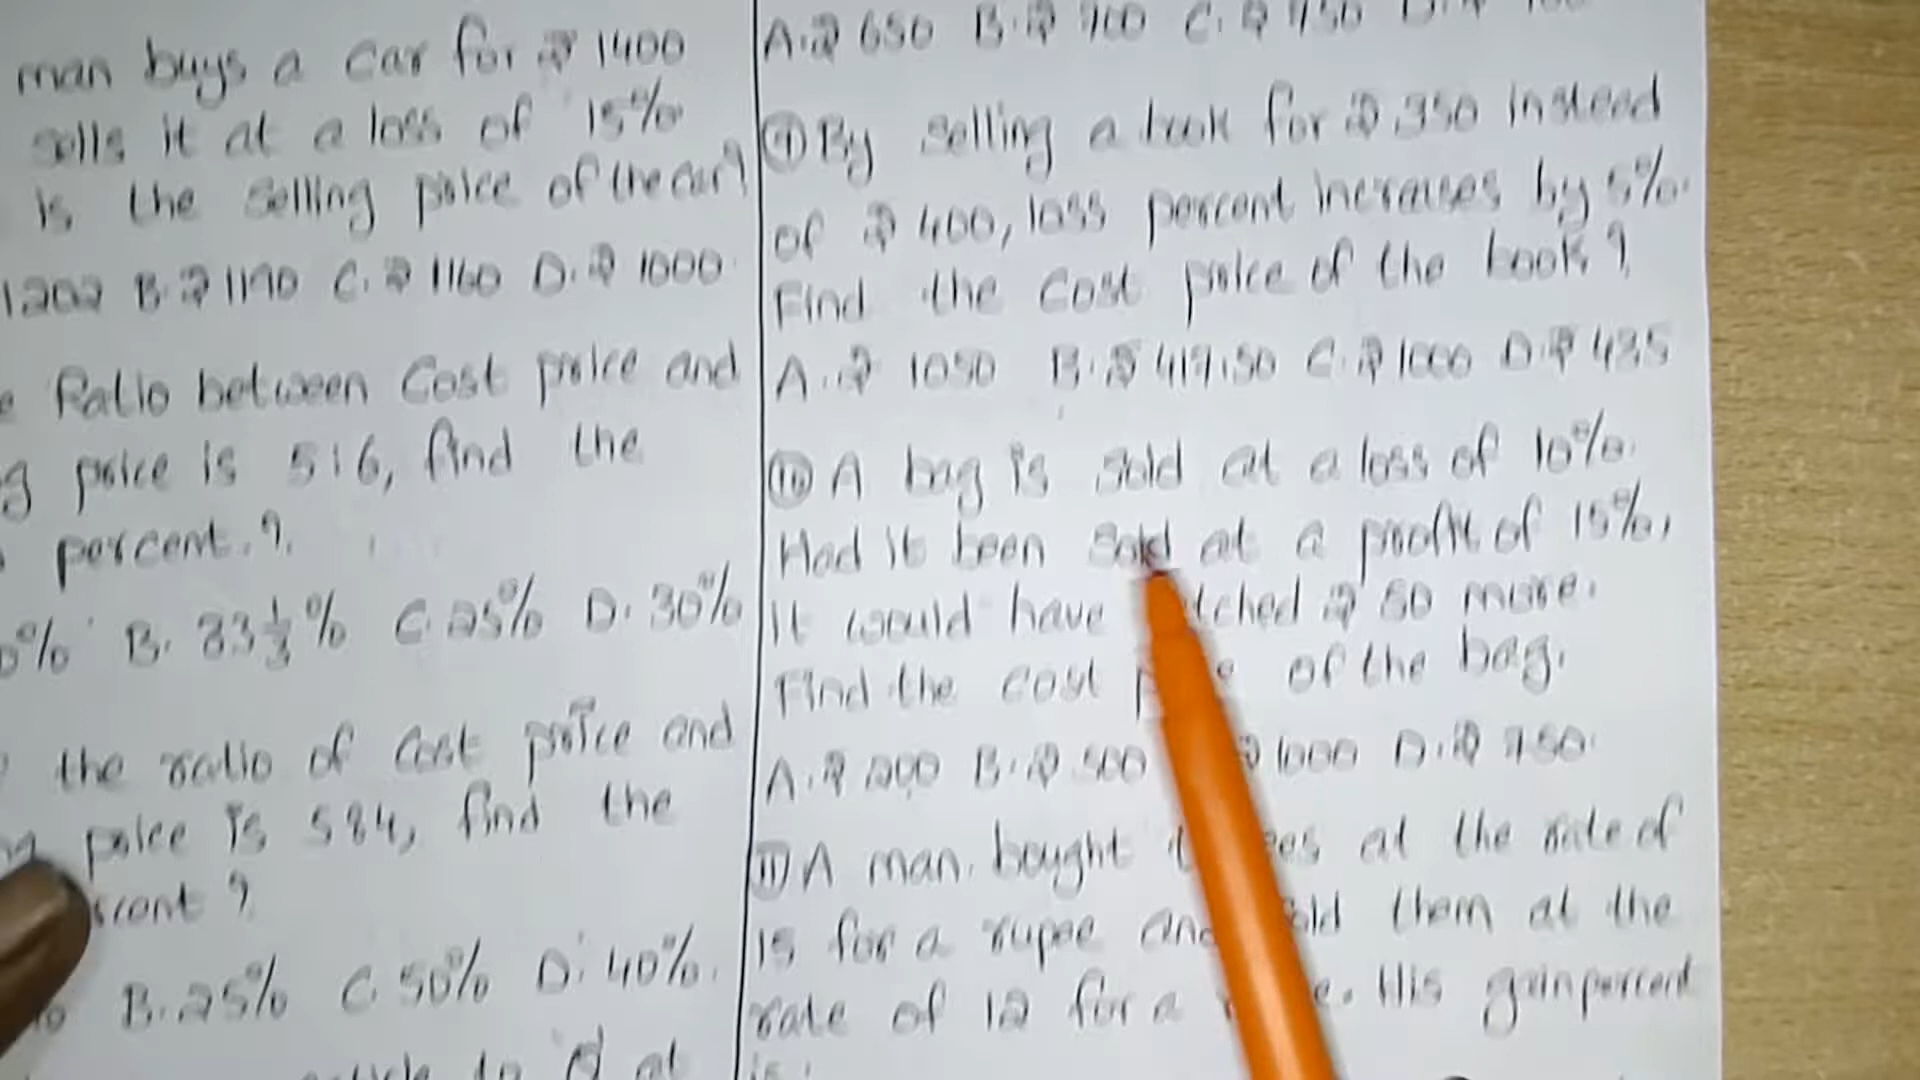 man buys a car for ₹ 1400
sells it at a loss of 15%
is the selling price of the car?
1202 B. ₹ 1190 C. ₹ 1160 D. ₹ 1000
Ratio between Cost price and
price is 5:6, find the
percent.?
0% B. 33 1/3% C. 25% D. 30%
the ratio of Cost price and
price is 5 & 4, find the
?
B. 25% C. 50% D. 40%.
at
A. ₹ 650 B. ₹ 700 C. ₹ 750 D. ₹
⑨ By selling a book for ₹ 350 instead
of ₹ 400, loss percent increases by 5%.
Find the Cost price of the book?
A. ₹ 1050 B. ₹ 417.50 C. ₹ 1000 D. ₹ 435
⑩ A bag is sold at a loss of 10%.
Had it been sold at a profit of 15%,
it would have ₹ 50 more.
Find the cost of the bag.
A. ₹ 200 B. ₹ 500 ₹ 1000 D. ₹ 750
⑪ A man bought at the rate of
15 for a rupee and them at the
rate of 12 for a . His gain percent
is: